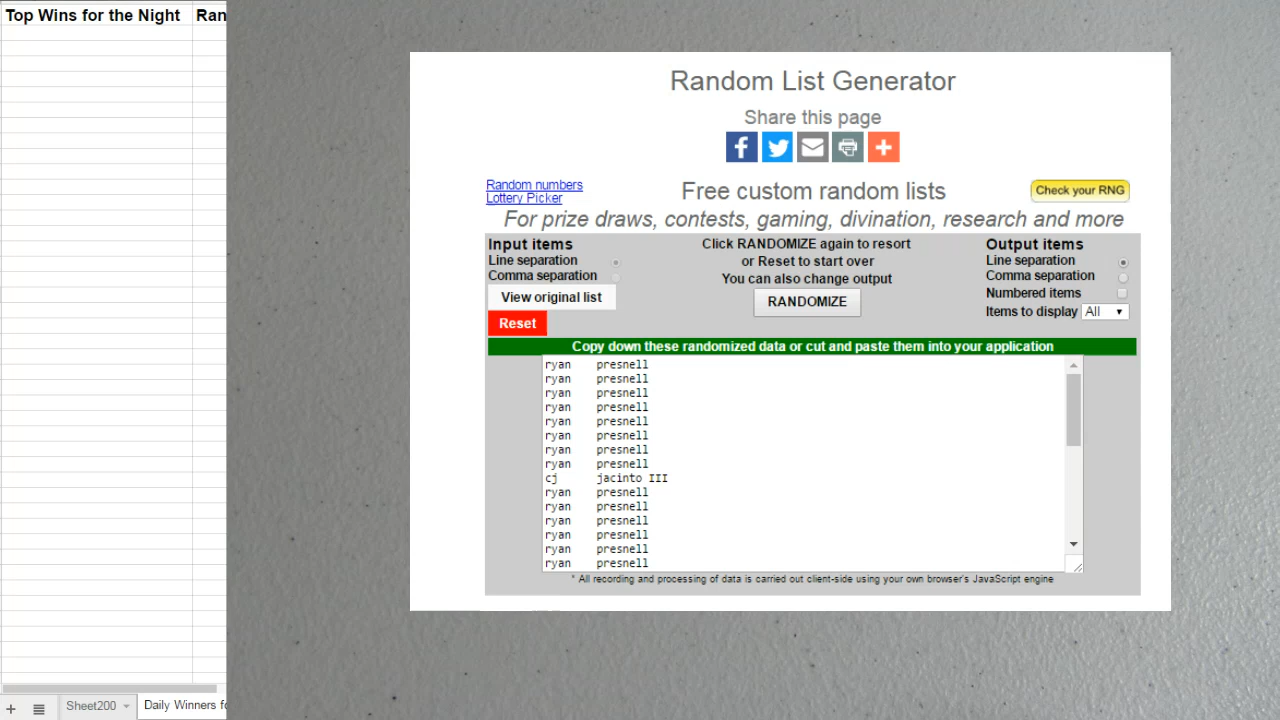 Top Wins for the Night Ran
Random List Generator
Share this page
Random numbers
Lottery Picker
Free custom random lists
Check your RNG
For prize draws, contests, gaming, divination, research and more
Input items
Line separation
Comma separation
View original list
Reset
Click RANDOMIZE again to resort
or Reset to start over
You can also change output
RANDOMIZE
Output items
Line separation
Comma separation
Numbered items
Items to display All
Copy down these randomized data or cut and paste them into your application
ryan presnell
ryan presnell
ryan presnell
ryan presnell
ryan presnell
ryan presnell
ryan presnell
ryan presnell
cj jacinto III
ryan presnell
ryan presnell
ryan presnell
ryan presnell
ryan presnell
ryan presnell
* All recording and processing of data is carried out client-side using your own browser's JavaScript engine
Sheet200 Daily Winners fo